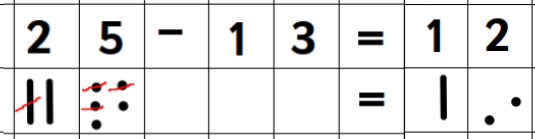 25 - 13 = 12
=